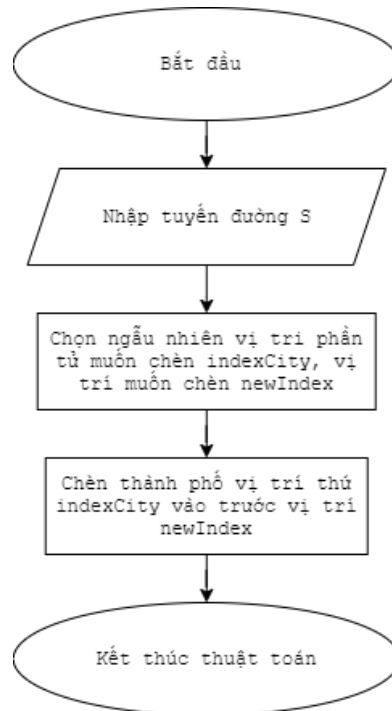 Bắt đầu
Nhập tuyến đường S
Chọn ngẫu nhiên vị trí phần
tử muốn chèn indexCity, vị
trí muốn chèn newIndex
Chèn thành phố vị trí thứ
indexCity vào trước vị trí
newIndex
Kết thúc thuật toán